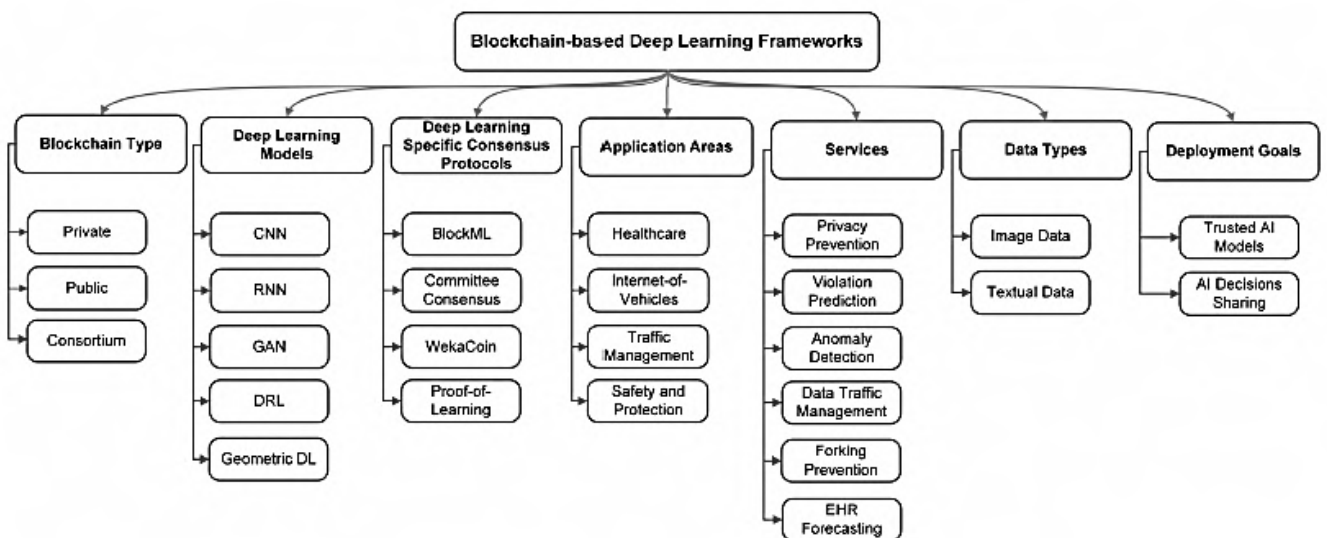 Blockchain-based Deep Learning Frameworks
Blockchain Type
Private
Public
Consortium
Deep Learning
Models
CNN
RNN
GAN
DRL
Geometric DL
Deep Learning
Specific Consensus
Protocols
BlockML
Committee
Consensus
WekaCoin
Proof-of-
Learning
Application Areas
Healthcare
Internet-of-
Vehicles
Traffic
Management
Safety and
Protection
Services
Privacy
Prevention
Violation
Prediction
Anomaly
Detection
Data Traffic
Management
Forking
Prevention
EHR
Forecasting
Data Types
Image Data
Textual Data
Deployment Goals
Trusted AI
Models
AI Decisions
Sharing